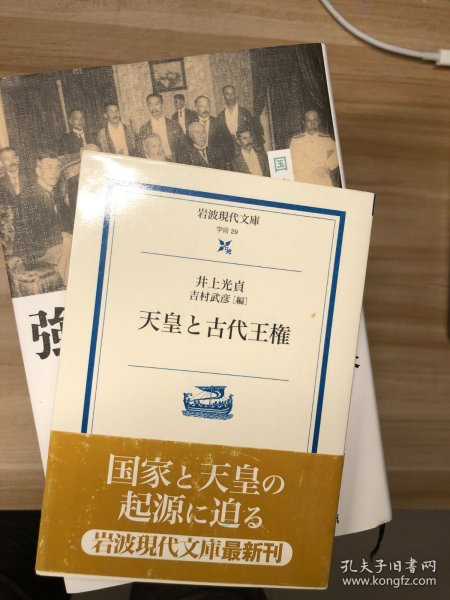 国
強
岩波現代文庫
学術 29
井上光貞
吉村武彦［編］
天皇と古代王権
国家と天皇の
起源に迫る
岩波現代文庫最新刊
孔夫子旧书网
www.kongfz.com